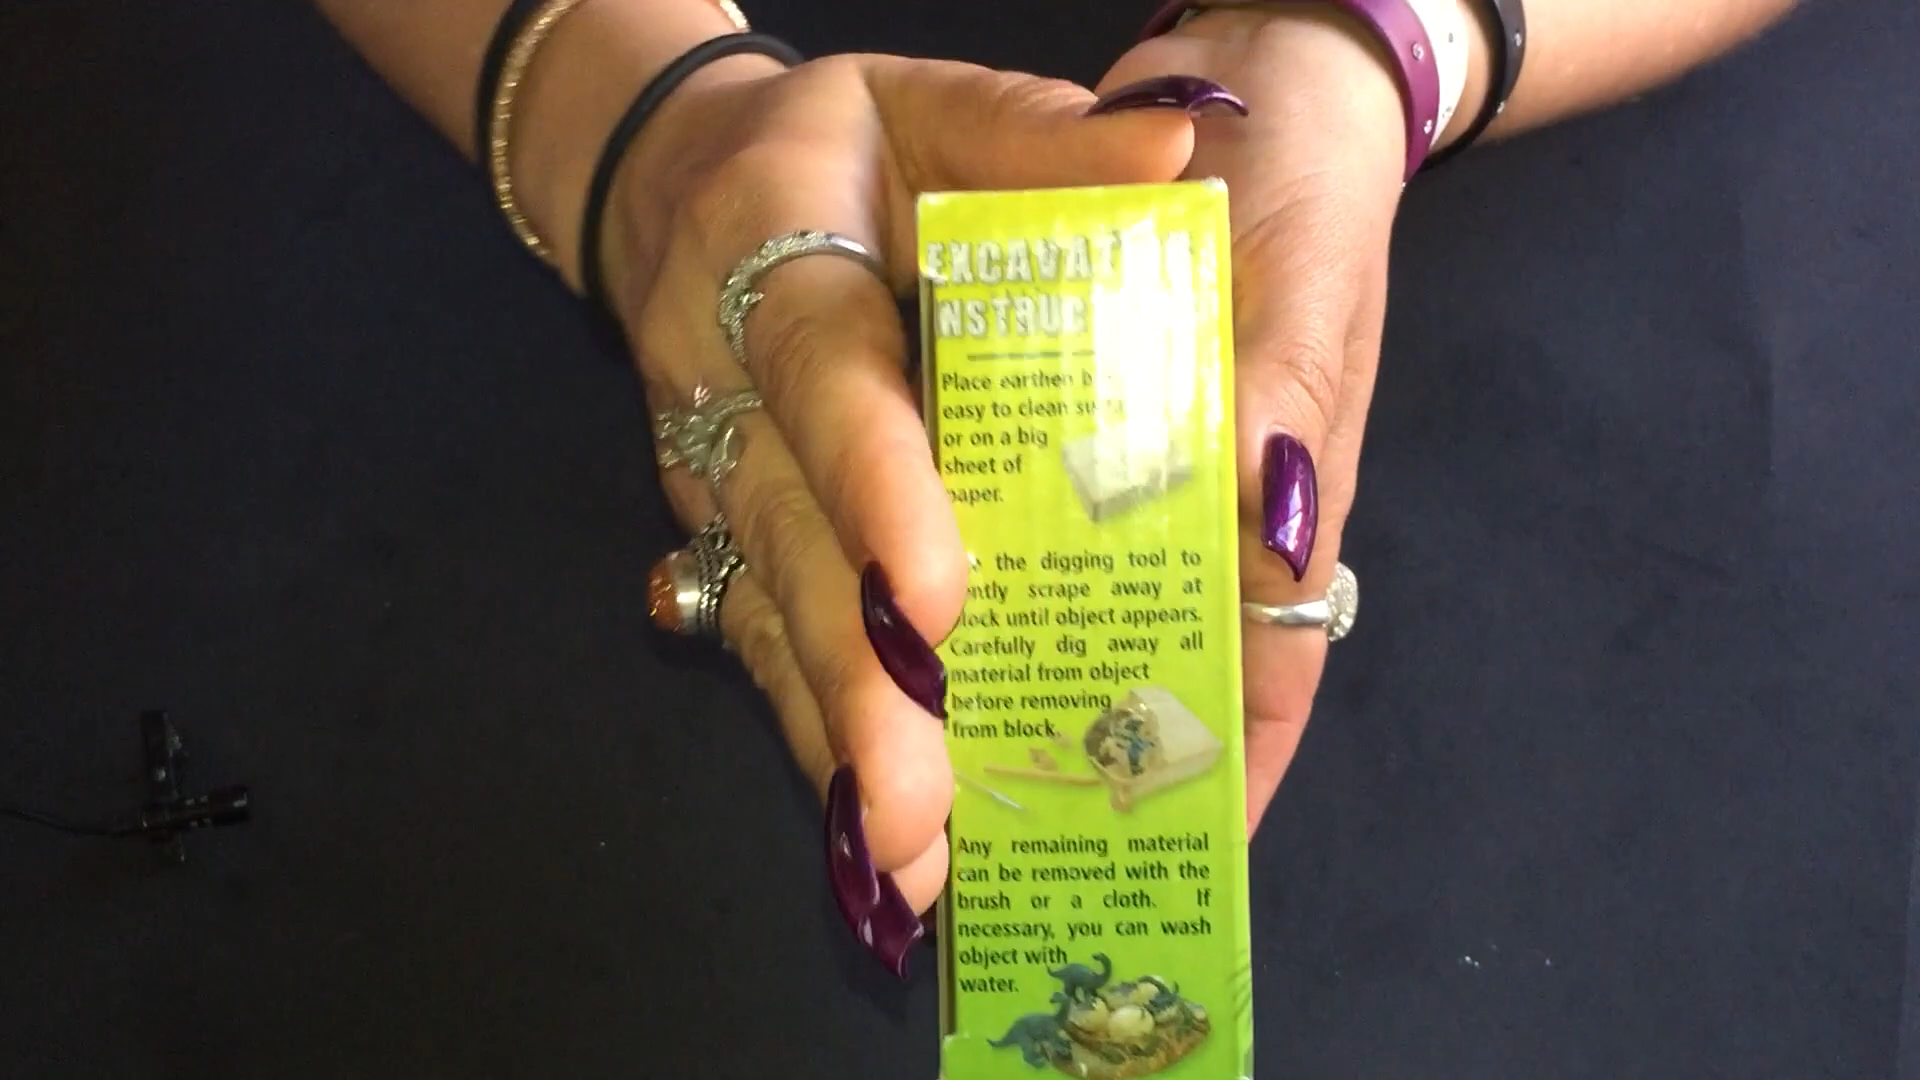 EXCAVAT
NSTRUC
Place earthen
easy to clean
or on a big
sheet of
paper.
the digging tool to
ently scrape away at
lock until object appears.
Carefully dig away all
material from object
before removing
from block.
Any remaining material
can be removed with the
brush or a cloth. If
necessary, you can wash
object with
water.